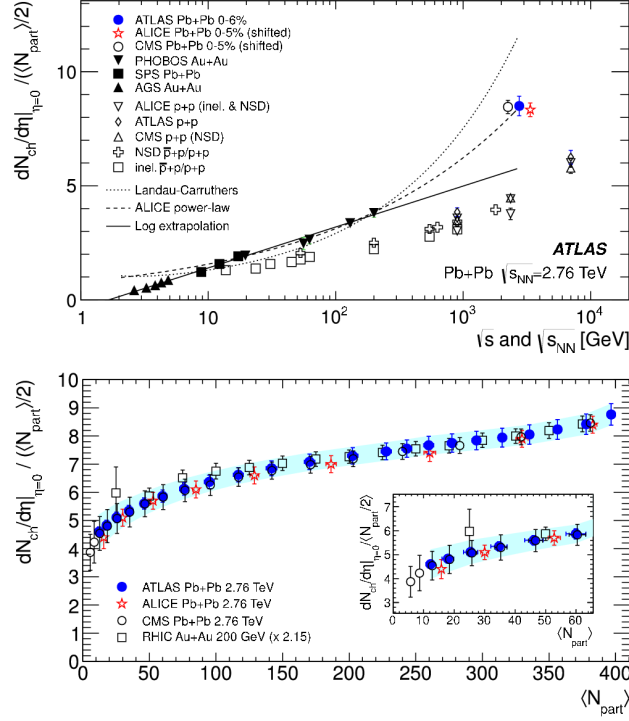 dN_ch/dη|_η=0 /(⟨N_part⟩/2)
10
5
0
ATLAS Pb+Pb 0-6%
ALICE Pb+Pb 0-5% (shifted)
CMS Pb+Pb 0-5% (shifted)
PHOBOS Au+Au
SPS Pb+Pb
AGS Au+Au
ALICE p+p (inel. & NSD)
ATLAS p+p
CMS p+p (NSD)
NSD p̅+p/p+p
inel. p̅+p/p+p
Landau-Carruthers
ALICE power-law
Log extrapolation
ATLAS
Pb+Pb √s_NN=2.76 TeV
1 10 10² 10³ 10⁴
√s and √s_NN [GeV]
dN_ch/dη|_η=0 / (⟨N_part⟩/2)
10
9
8
7
6
5
4
3
2
1
0
ATLAS Pb+Pb 2.76 TeV
ALICE Pb+Pb 2.76 TeV
CMS Pb+Pb 2.76 TeV
RHIC Au+Au 200 GeV (x 2.15)
dN_ch/dη|_η=0 /(⟨N_part⟩/2)
8
6
4
2
0
0 10 20 30 40 50 60
⟨N_part⟩
0 50 100 150 200 250 300 350 400
⟨N_part⟩